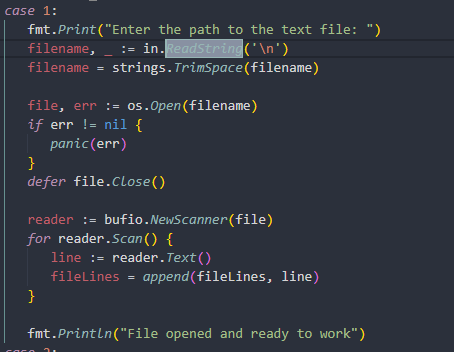 case 1:
fmt.Print("Enter the path to the text file: ")
filename, _ := in.ReadString('\n')
filename = strings.TrimSpace(filename)
file, err := os.Open(filename)
if err != nil {
panic(err)
}
defer file.Close()
reader := bufio.NewScanner(file)
for reader.Scan() {
line := reader.Text()
fileLines = append(fileLines, line)
}
fmt.Println("File opened and ready to work")
case 2: